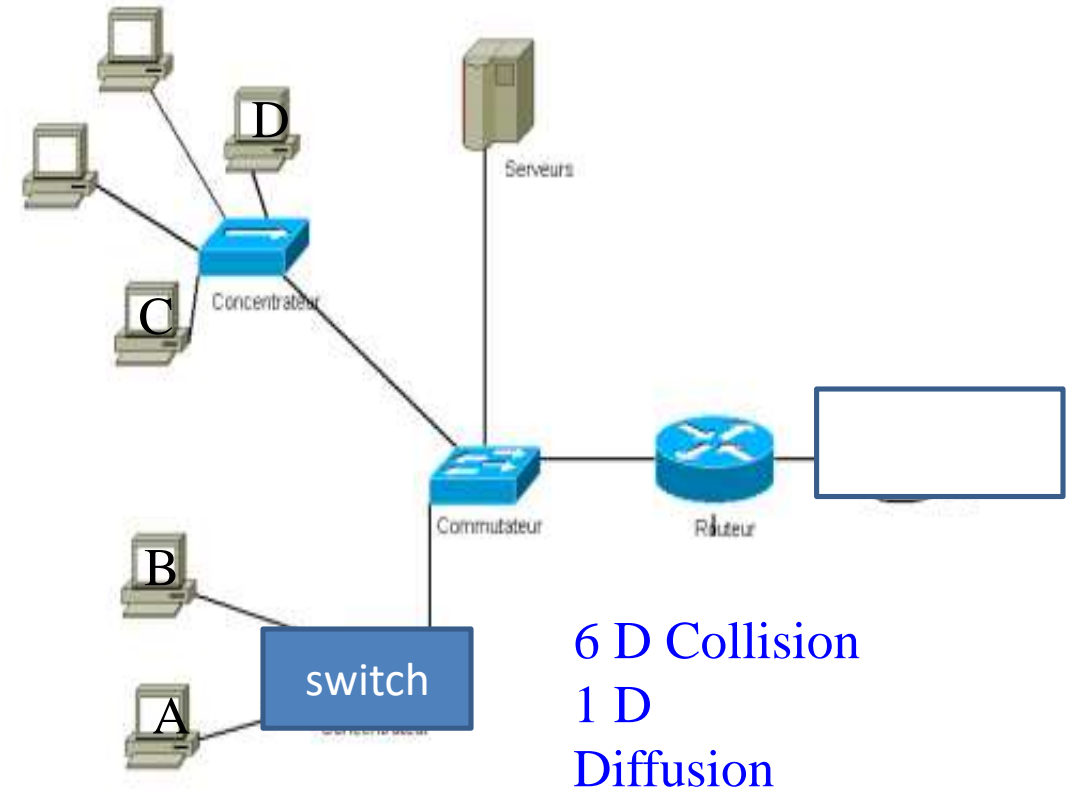 D
Serveurs
C
Concentrateur
Commutateur
Routeur
B
switch
A
6 D Collision
1 D
Diffusion